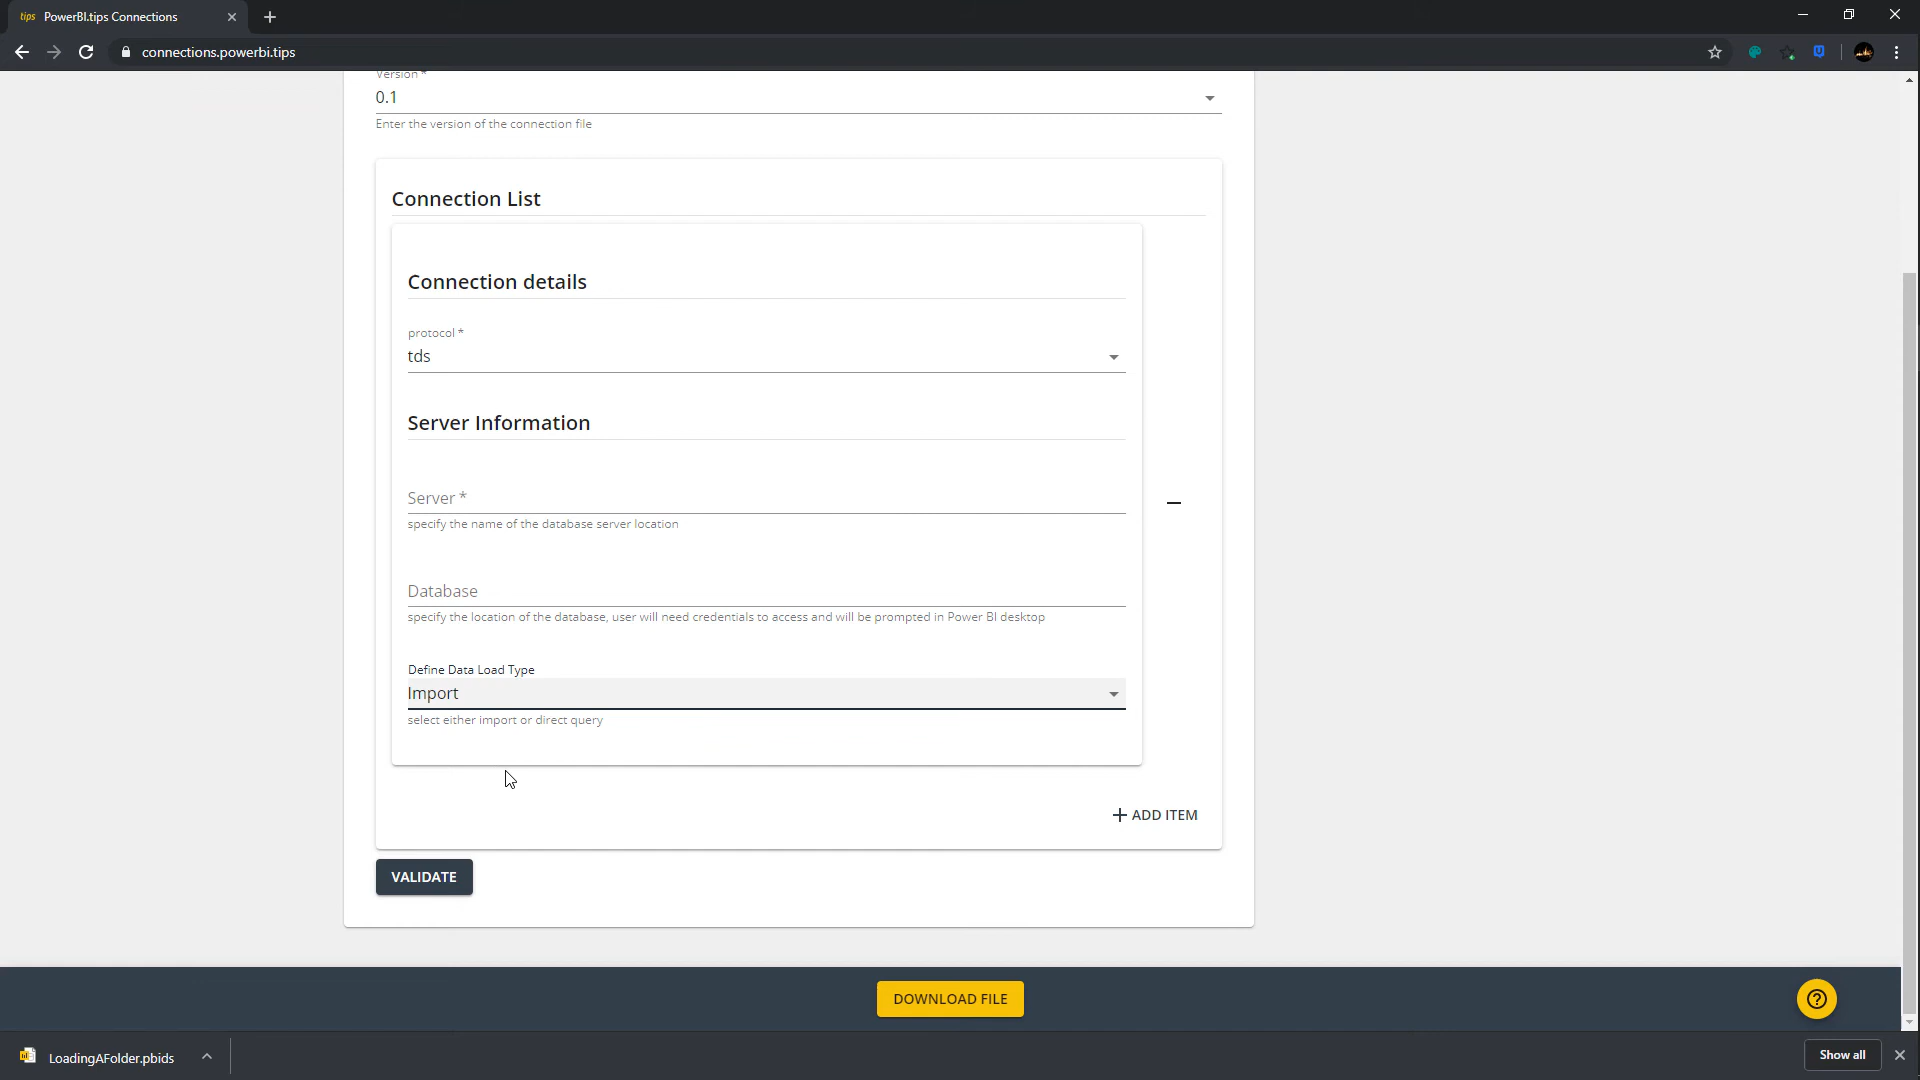 tips PowerBI.tips Connections
connections.powerbi.tips
Version *
0.1
Enter the version of the connection file
Connection List
Connection details
protocol *
tds
Server Information
Server *
specify the name of the database server location
Database
specify the location of the database, user will need credentials to access and will be prompted in Power BI desktop
Define Data Load Type
Import
select either import or direct query
+ ADD ITEM
VALIDATE
DOWNLOAD FILE
LoadingAFolder.pbids
Show all